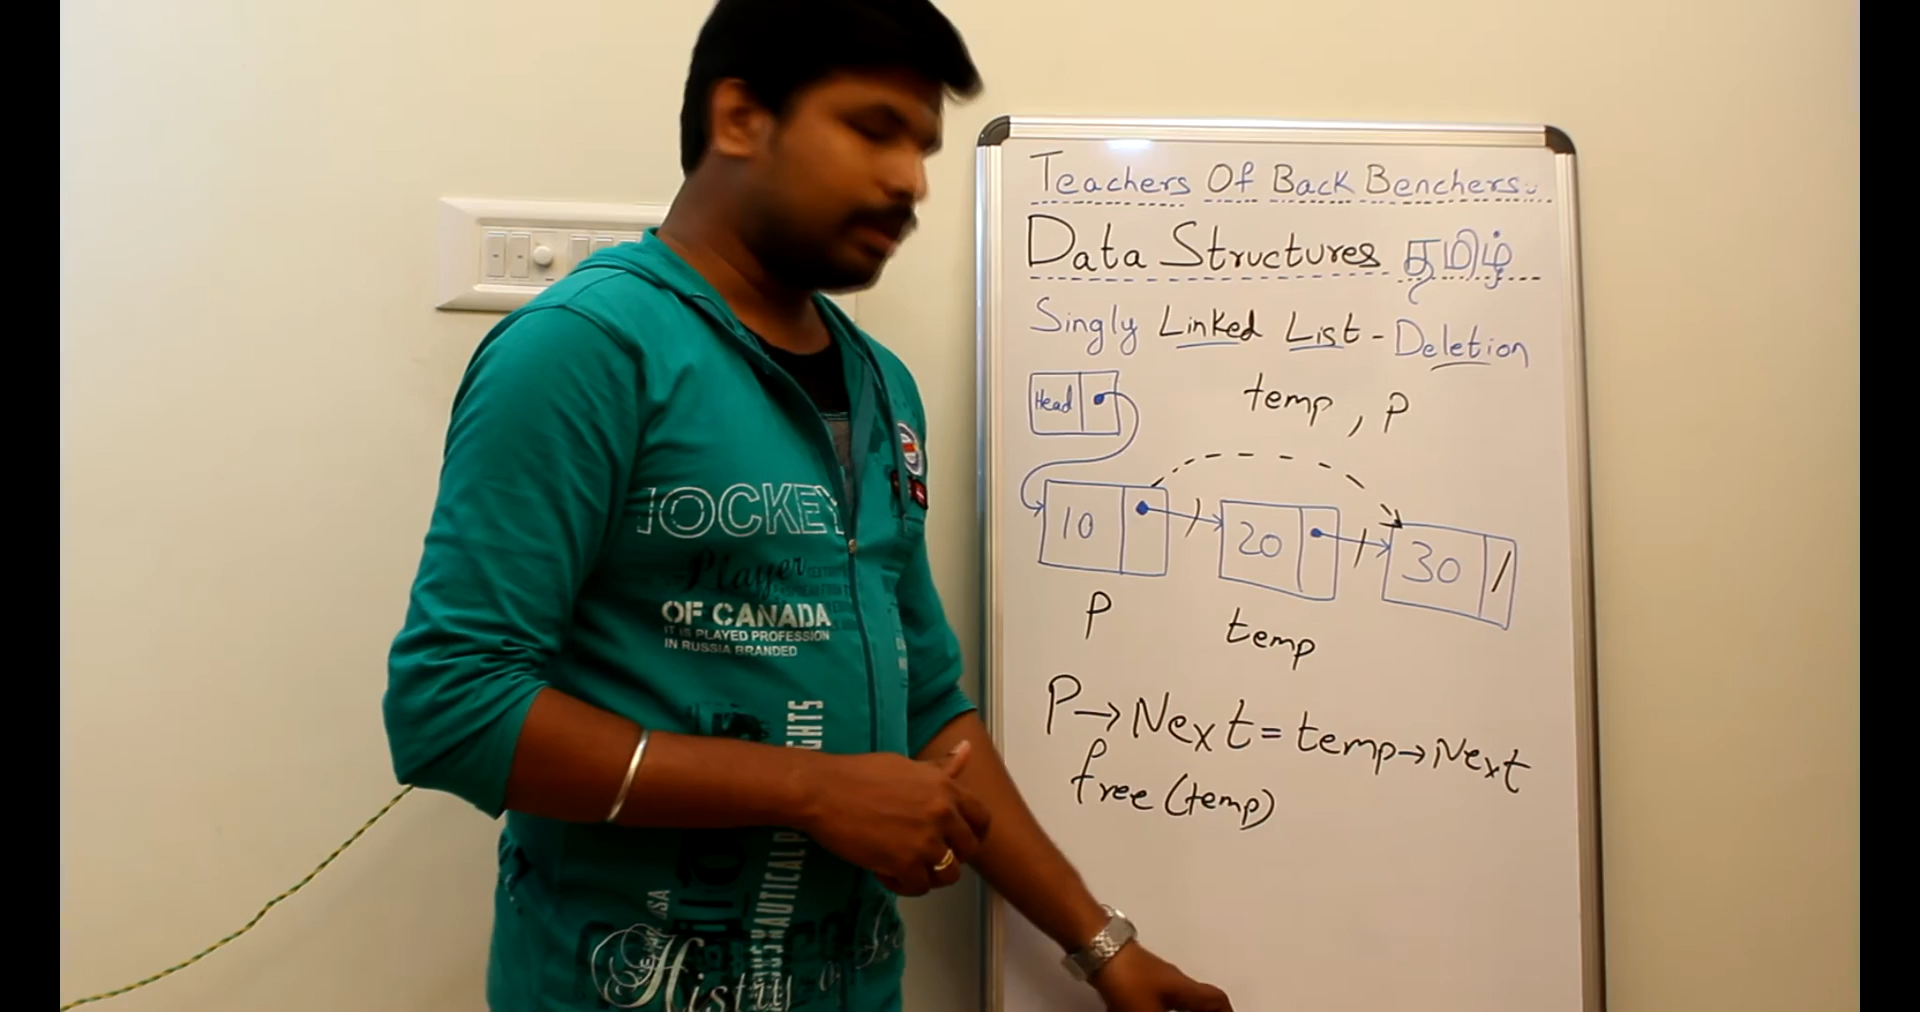 Teachers Of Back Benchers..
Data Structures தமிழ்
Singly Linked List - Deletion
Head
temp, P
10
20
30
P
temp
P→Next = temp→Next
free(temp)
JOCKEY
Player
OF CANADA
IT IS PLAYED PROFESSION
IN RUSSIA BRANDED